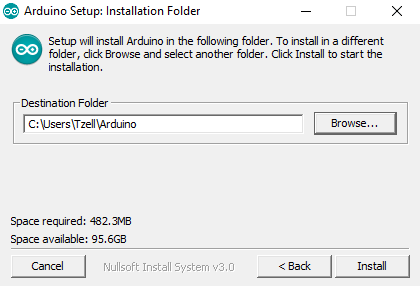 Arduino Setup: Installation Folder
Setup will install Arduino in the following folder. To install in a different
folder, click Browse and select another folder. Click Install to start the
installation.
Destination Folder
C:\Users\Tzell\Arduino
Browse...
Space required: 482.3MB
Space available: 95.6GB
Cancel
Nullsoft Install System v3.0
< Back
Install